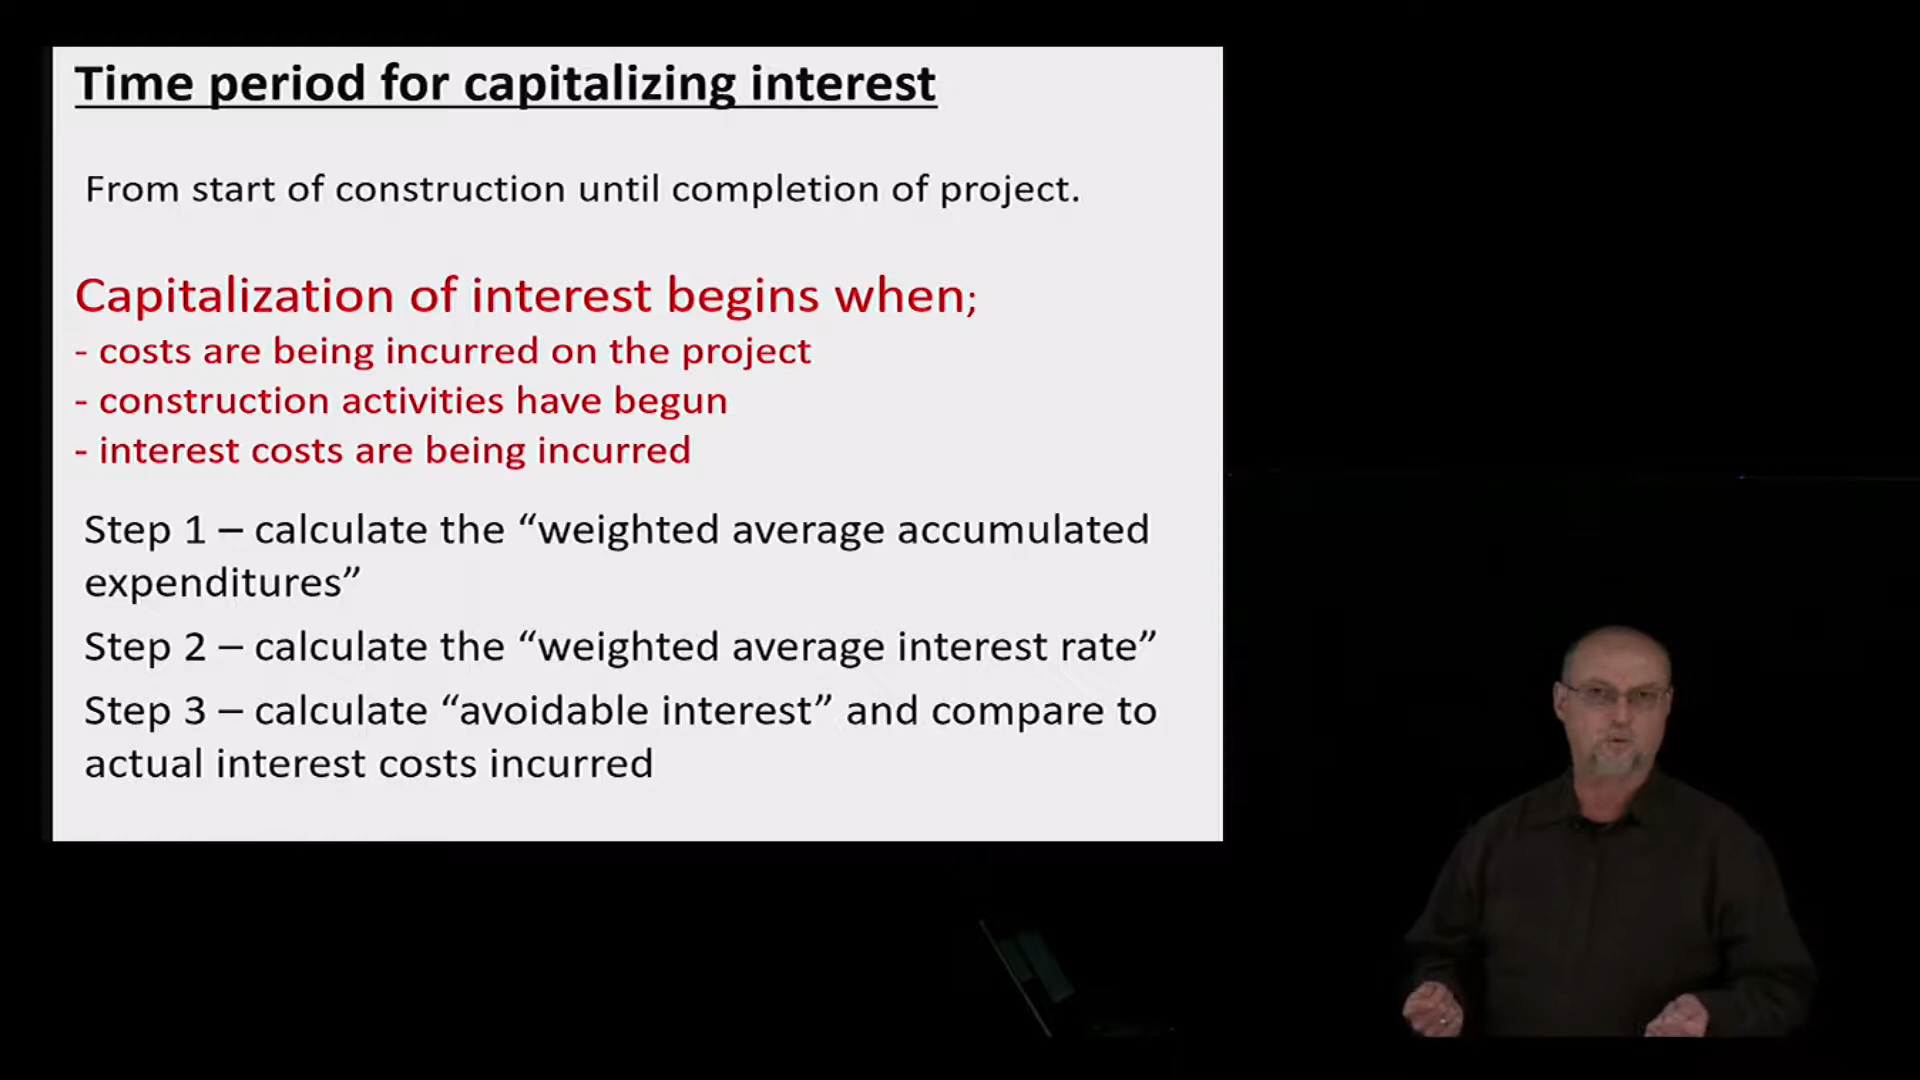 Time period for capitalizing interest
From start of construction until completion of project.
Capitalization of interest begins when;
- costs are being incurred on the project
- construction activities have begun
- interest costs are being incurred
Step 1 – calculate the “weighted average accumulated
expenditures”
Step 2 – calculate the “weighted average interest rate”
Step 3 – calculate “avoidable interest” and compare to
actual interest costs incurred